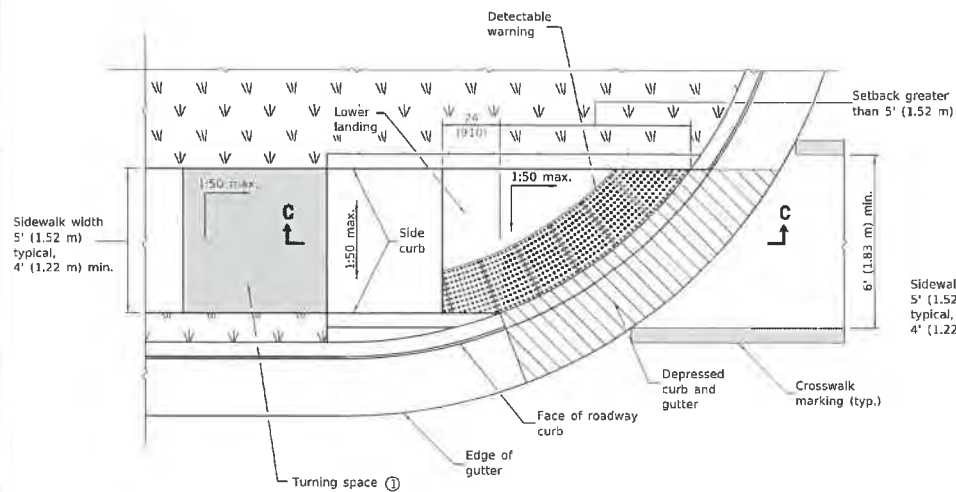 Detectable
warning
Setback greater
than 5' (1.52 m)
Lower
landing
24
(910)
1:50 max.
1:50 max.
1:50 max.
C
C
Sidewalk width
5' (1.52 m)
typical,
4' (1.22 m) min.
Side
curb
6' (1.83 m) min.
Sidewal
5' (1.52
typical,
4' (1.22
Depressed
curb and
gutter
Crosswalk
marking (typ.)
Face of roadway
curb
Edge of
gutter
Turning space ①